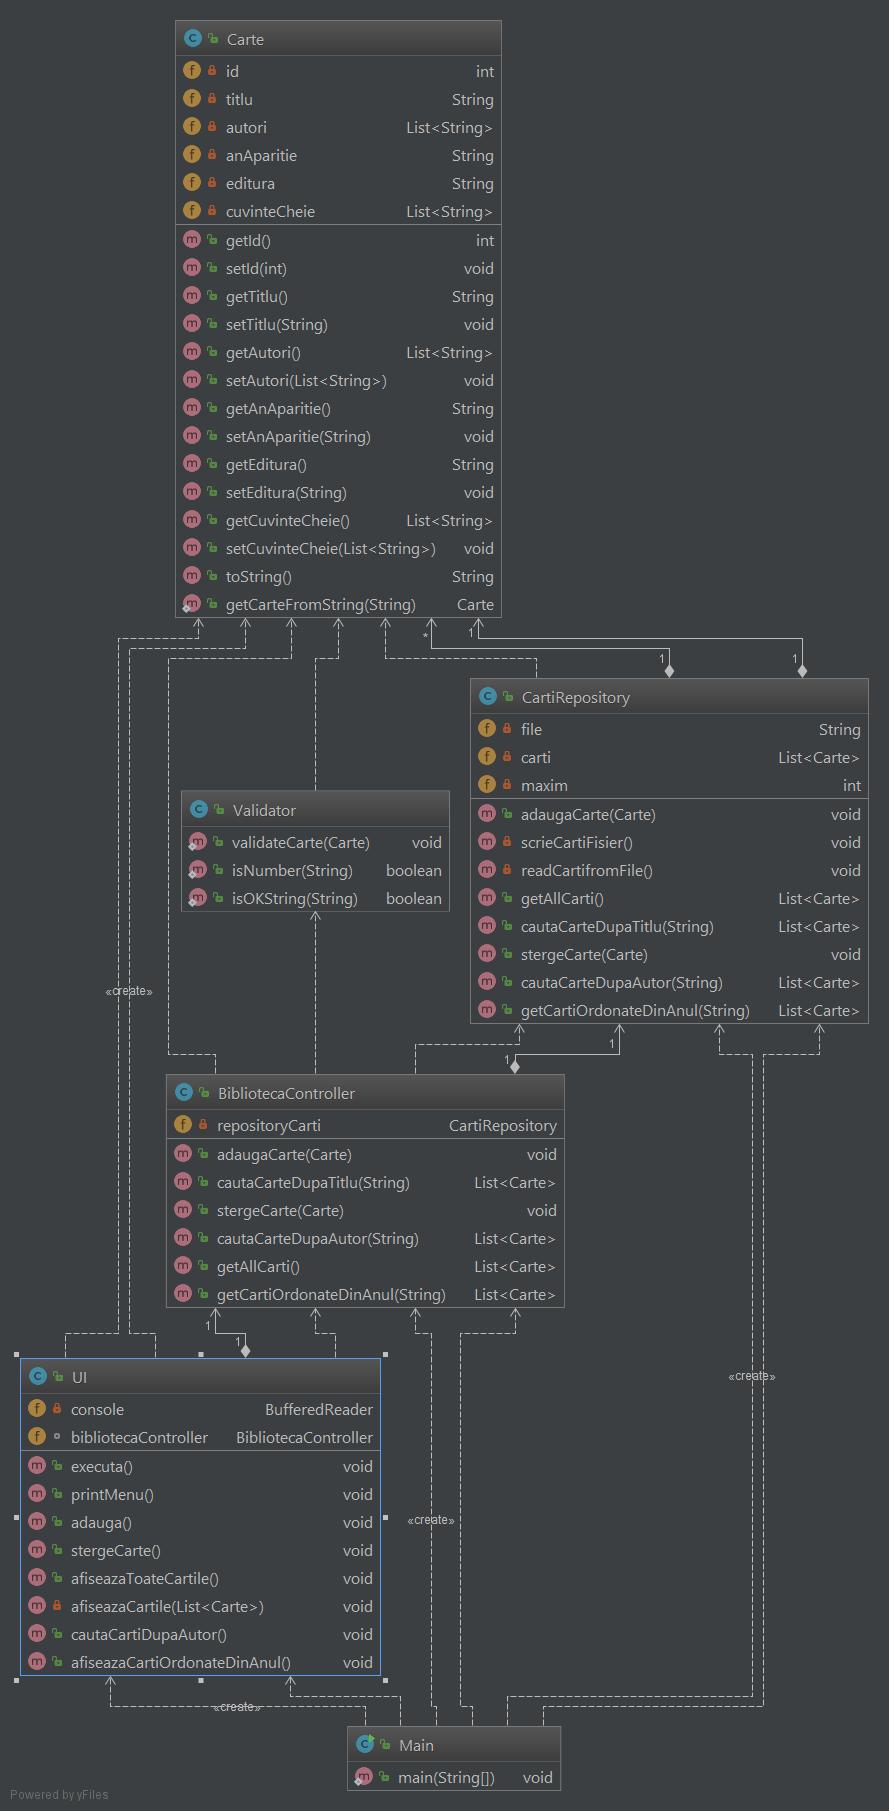 Carte
id int
titlu String
autori List<String>
anAparitie String
editura String
cuvinteCheie List<String>
getId() int
setId(int) void
getTitlu() String
setTitlu(String) void
getAutori() List<String>
setAutori(List<String>) void
getAnAparitie() String
setAnAparitie(String) void
getEditura() String
setEditura(String) void
getCuvinteCheie() List<String>
setCuvinteCheie(List<String>) void
toString() String
getCarteFromString(String) Carte
* 1
1 1
CartiRepository
file String
carti List<Carte>
maxim int
adaugaCarte(Carte) void
scrieCartiFisier() void
readCartifromFile() void
getAllCarti() List<Carte>
cautaCarteDupaTitlu(String) List<Carte>
stergeCarte(Carte) void
cautaCarteDupaAutor(String) List<Carte>
getCartiOrdonateDinAnul(String) List<Carte>
Validator
validateCarte(Carte) void
isNumber(String) boolean
isOKString(String) boolean
«create»
1
1
BibliotecaController
repositoryCarti CartiRepository
adaugaCarte(Carte) void
cautaCarteDupaTitlu(String) List<Carte>
stergeCarte(Carte) void
cautaCarteDupaAutor(String) List<Carte>
getAllCarti() List<Carte>
getCartiOrdonateDinAnul(String) List<Carte>
1
1
«create»
UI
console BufferedReader
bibliotecaController BibliotecaController
executa() void
printMenu() void
adauga() void
stergeCarte() void
afiseazaToateCartile() void
afiseazaCartile(List<Carte>) void
cautaCartiDupaAutor() void
afiseazaCartiOrdonateDinAnul() void
«create»
«create»
Main
main(String[]) void
Powered by yFiles